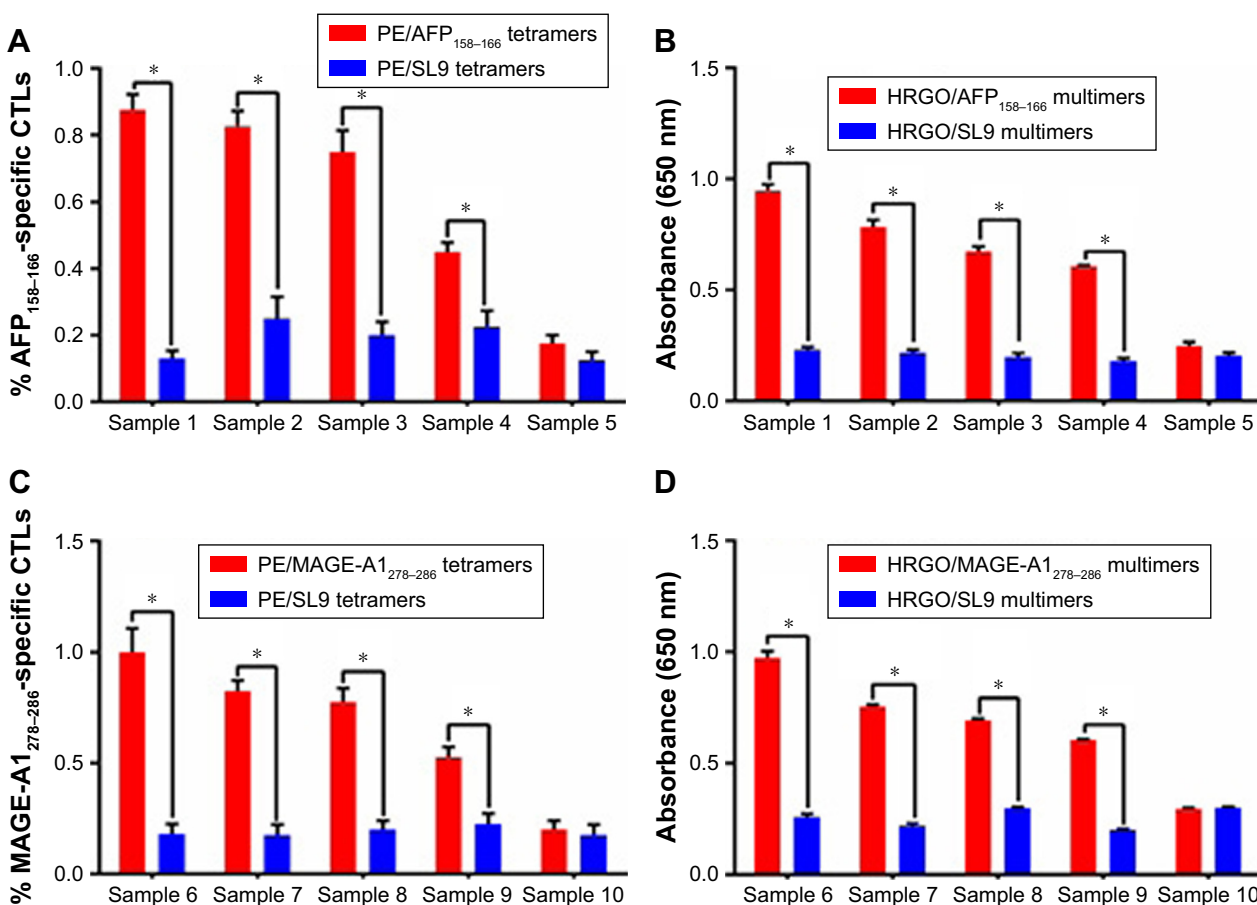 A
PE/AFP158–166 tetramers
PE/SL9 tetramers
% AFP158–166-specific CTLs
1.0
0.8
0.6
0.4
0.2
0.0
* * * *
Sample 1 Sample 2 Sample 3 Sample 4 Sample 5
B
HRGO/AFP158–166 multimers
HRGO/SL9 multimers
Absorbance (650 nm)
1.5
1.0
0.5
0.0
* * * *
Sample 1 Sample 2 Sample 3 Sample 4 Sample 5
C
PE/MAGE-A1278–286 tetramers
PE/SL9 tetramers
% MAGE-A1278–286-specific CTLs
1.5
1.0
0.5
0.0
* * * *
Sample 6 Sample 7 Sample 8 Sample 9 Sample 10
D
HRGO/MAGE-A1278–286 multimers
HRGO/SL9 multimers
Absorbance (650 nm)
1.5
1.0
0.5
0.0
* * * *
Sample 6 Sample 7 Sample 8 Sample 9 Sample 10